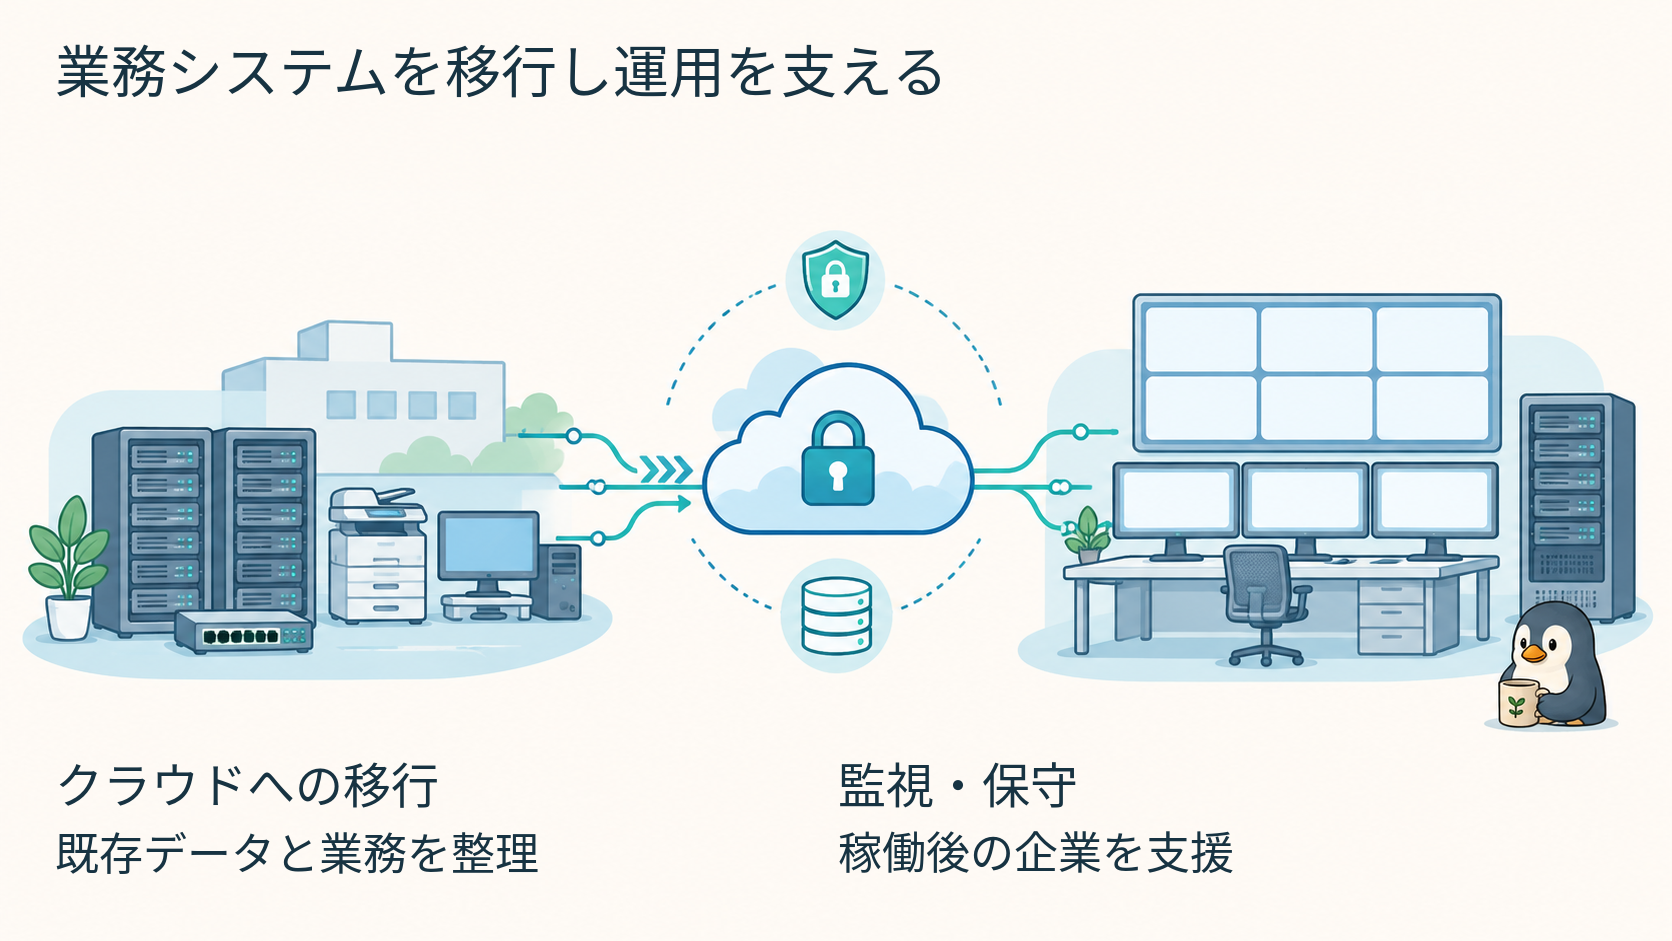 業務システムを移行し運用を支える
クラウドへの移行
既存データと業務を整理
監視・保守
稼働後の企業を支援